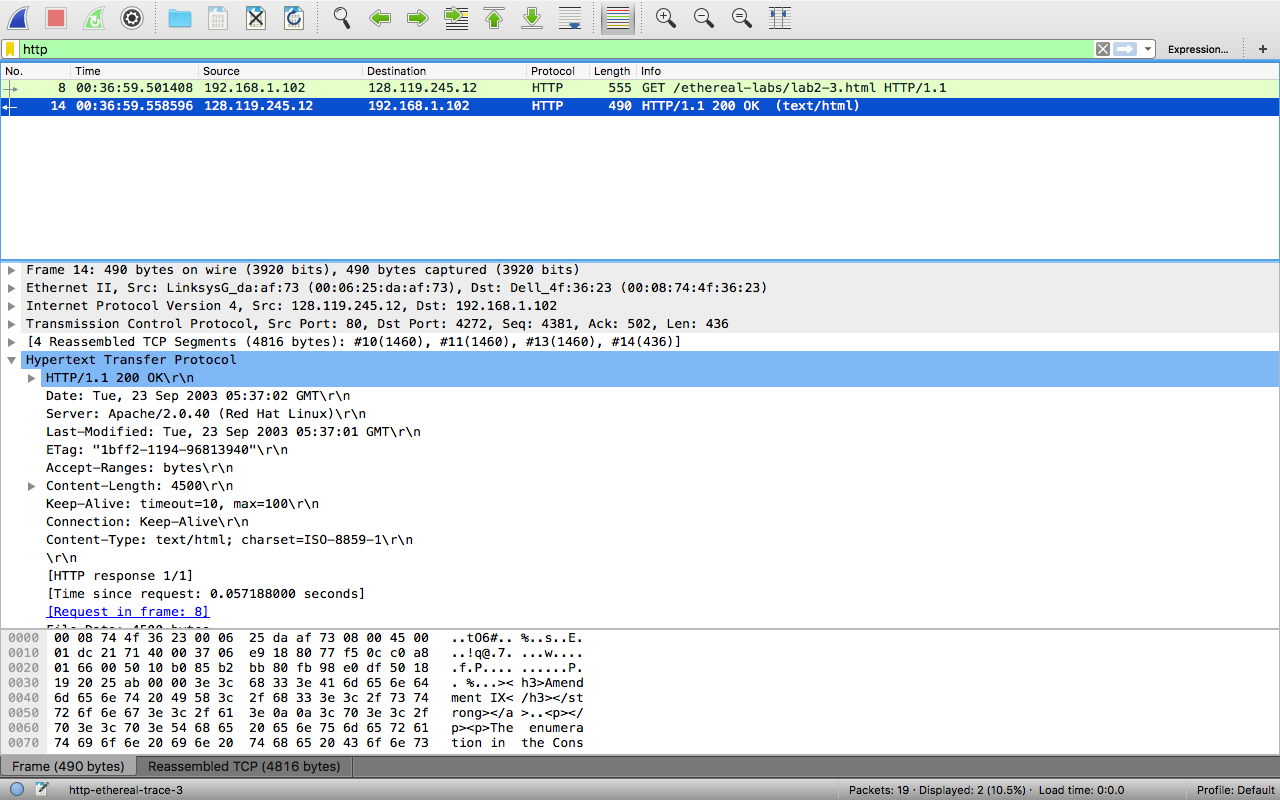 http
Expression...
+
No. Time Source Destination Protocol Length Info
8 00:36:59.501408 192.168.1.102 128.119.245.12 HTTP 555 GET /ethereal-labs/lab2-3.html HTTP/1.1
14 00:36:59.558596 128.119.245.12 192.168.1.102 HTTP 490 HTTP/1.1 200 OK (text/html)
Frame 14: 490 bytes on wire (3920 bits), 490 bytes captured (3920 bits)
Ethernet II, Src: LinksysG_da:af:73 (00:06:25:da:af:73), Dst: Dell_4f:36:23 (00:08:74:4f:36:23)
Internet Protocol Version 4, Src: 128.119.245.12, Dst: 192.168.1.102
Transmission Control Protocol, Src Port: 80, Dst Port: 4272, Seq: 4381, Ack: 502, Len: 436
[4 Reassembled TCP Segments (4816 bytes): #10(1460), #11(1460), #13(1460), #14(436)]
Hypertext Transfer Protocol
HTTP/1.1 200 OK\r\n
Date: Tue, 23 Sep 2003 05:37:02 GMT\r\n
Server: Apache/2.0.40 (Red Hat Linux)\r\n
Last-Modified: Tue, 23 Sep 2003 05:37:01 GMT\r\n
ETag: "1bff2-1194-96813940"\r\n
Accept-Ranges: bytes\r\n
Content-Length: 4500\r\n
Keep-Alive: timeout=10, max=100\r\n
Connection: Keep-Alive\r\n
Content-Type: text/html; charset=ISO-8859-1\r\n
\r\n
[HTTP response 1/1]
[Time since request: 0.057188000 seconds]
[Request in frame: 8]
File Data: 4500 bytes
0000 00 08 74 4f 36 23 00 06 25 da af 73 08 00 45 00 ..tO6#.. %..s..E.
0010 01 dc 21 71 40 00 37 06 e9 18 80 77 f5 0c c0 a8 ..!q@.7. ...w....
0020 01 66 00 50 10 b0 85 b2 bb 80 fb 98 e0 df 50 18 .f.P.... ......P.
0030 19 20 25 ab 00 00 3e 3c 68 33 3e 41 6d 65 6e 64 . %...>< h3>Amend
0040 6d 65 6e 74 20 49 58 3c 2f 68 33 3e 3c 2f 73 74 ment IX< /h3></st
0050 72 6f 6e 67 3e 3c 2f 61 3e 0a 0a 3c 70 3e 3c 2f rong></a >..<p></
0060 70 3e 3c 70 3e 54 68 65 20 65 6e 75 6d 65 72 61 p><p>The enumera
0070 74 69 6f 6e 20 69 6e 20 74 68 65 20 43 6f 6e 73 tion in the Cons
Frame (490 bytes) Reassembled TCP (4816 bytes)
http-ethereal-trace-3 Packets: 19 · Displayed: 2 (10.5%) · Load time: 0:0.0 Profile: Default